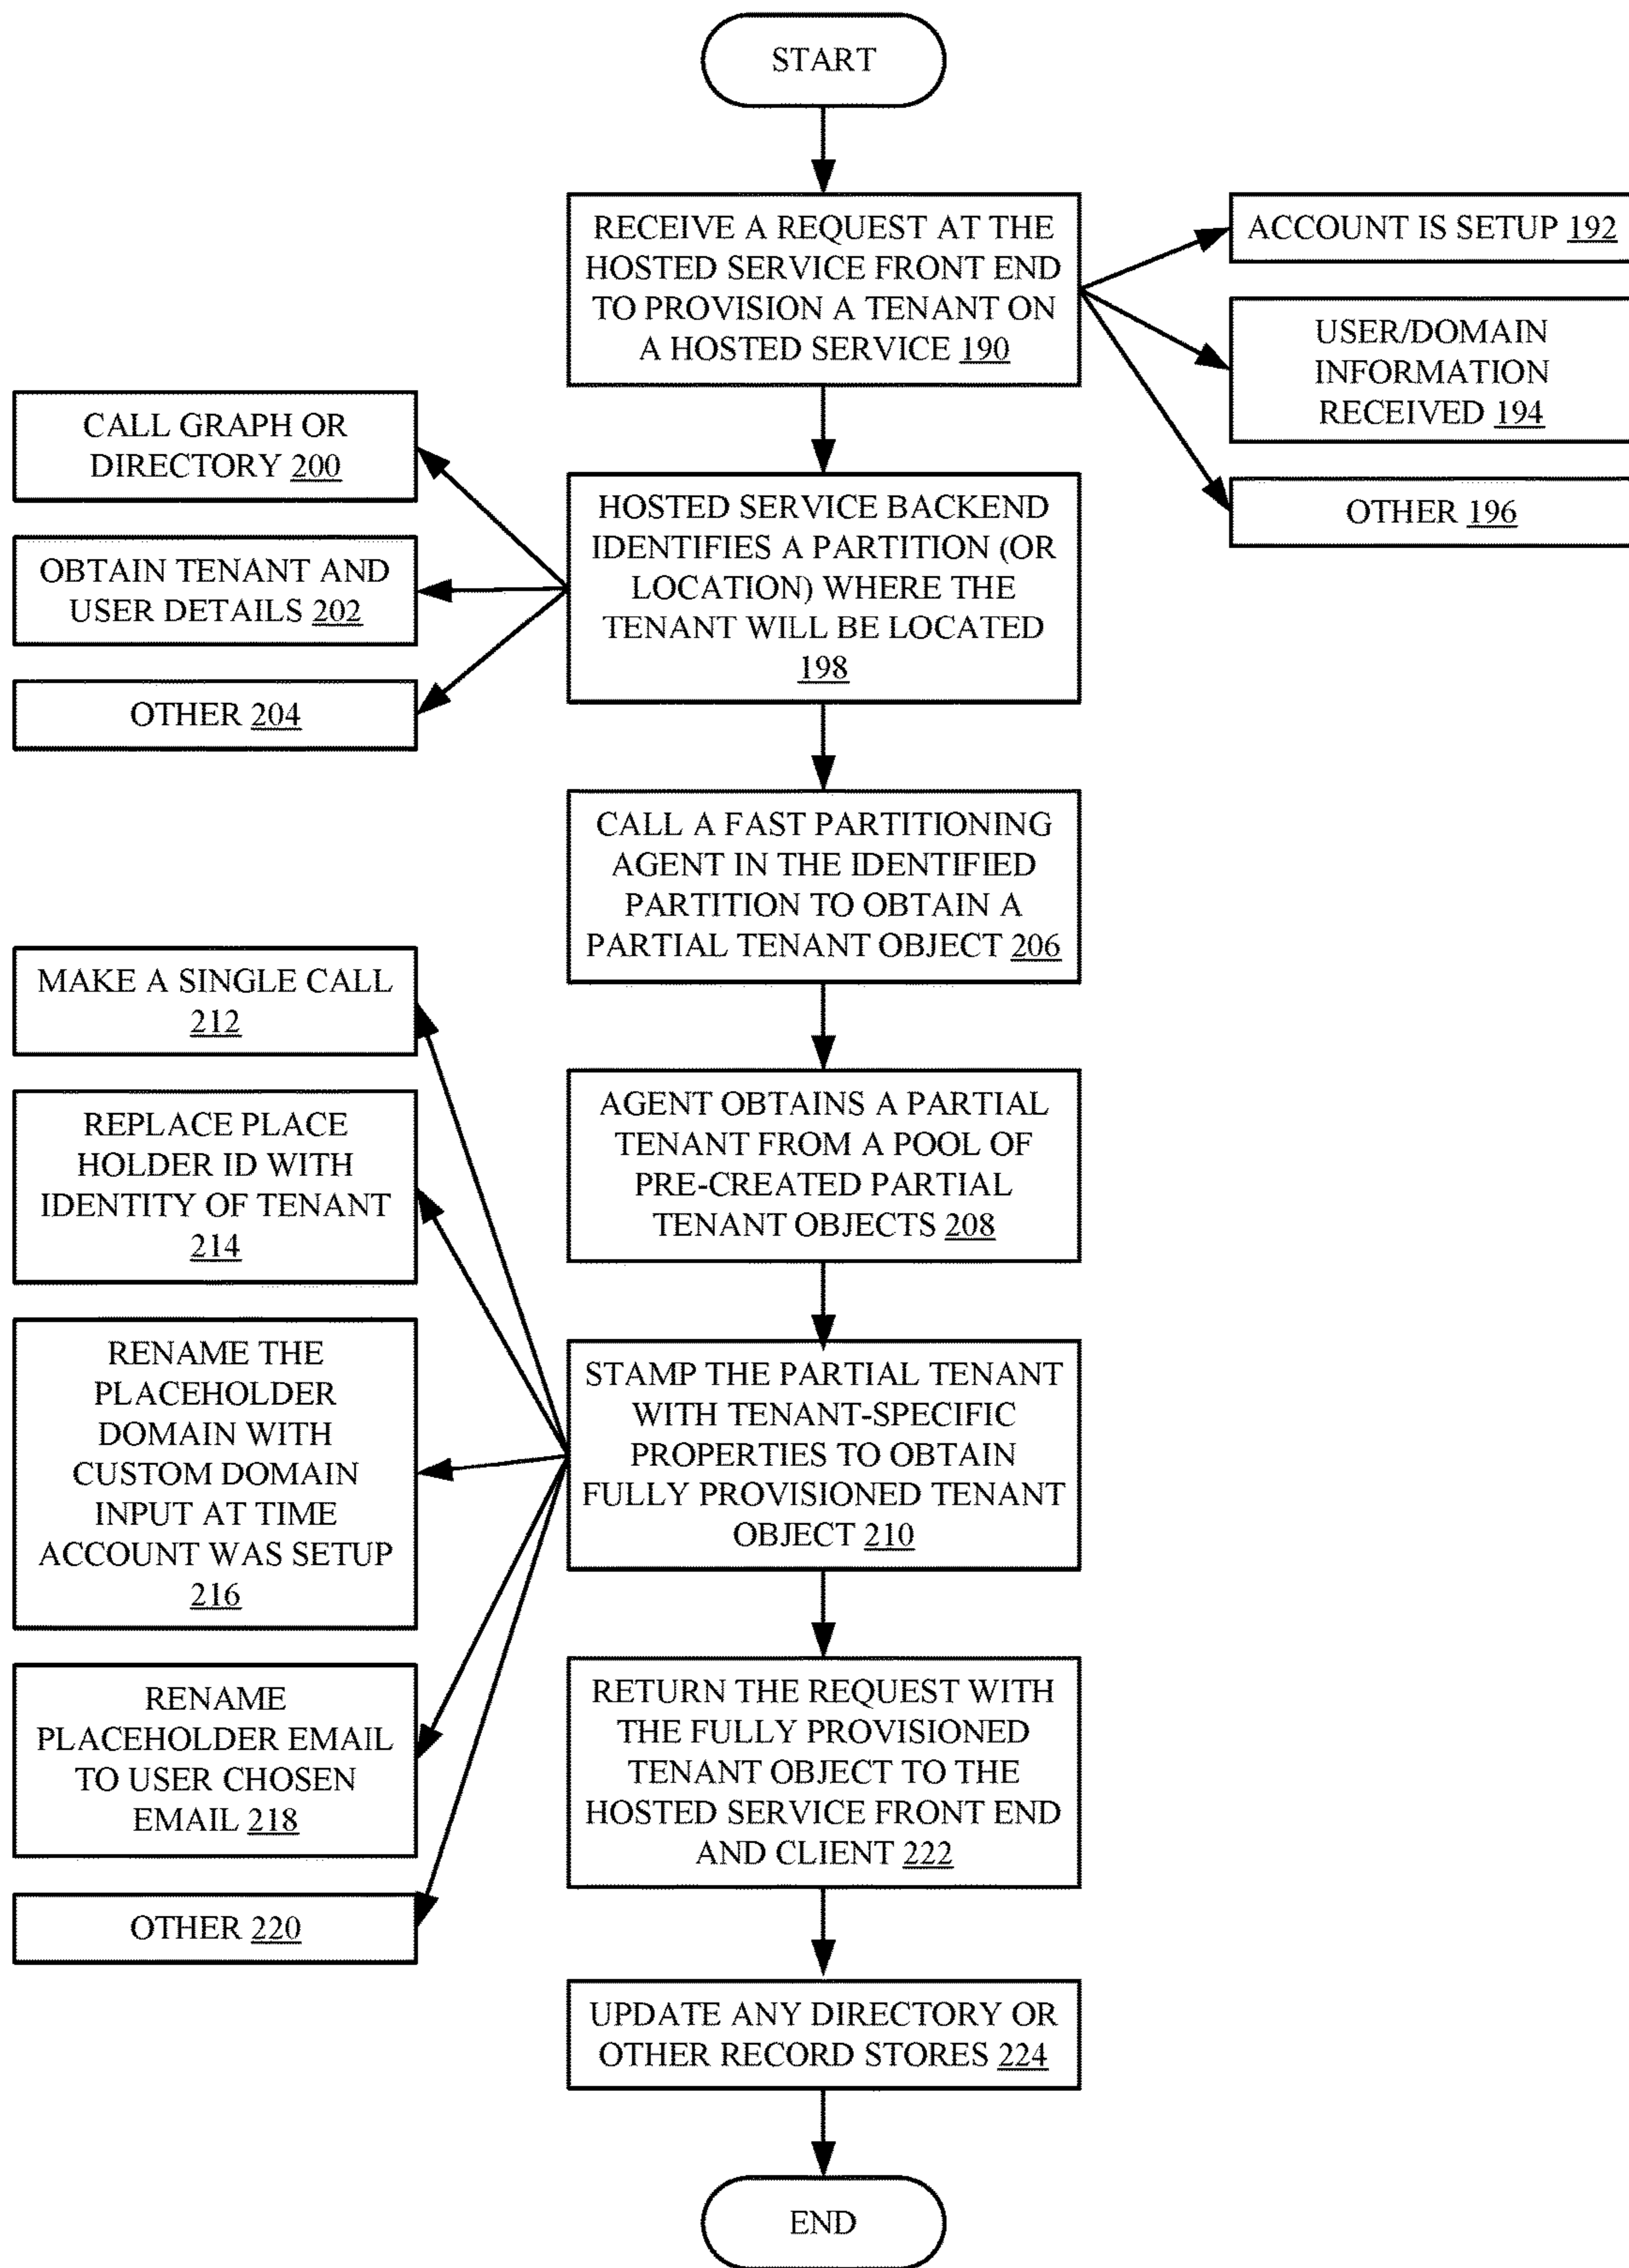 START
RECEIVE A REQUEST AT THE
HOSTED SERVICE FRONT END
TO PROVISION A TENANT ON
A HOSTED SERVICE 190
ACCOUNT IS SETUP 192
USER/DOMAIN
INFORMATION
RECEIVED 194
OTHER 196
CALL GRAPH OR
DIRECTORY 200
OBTAIN TENANT AND
USER DETAILS 202
OTHER 204
HOSTED SERVICE BACKEND
IDENTIFIES A PARTITION (OR
LOCATION) WHERE THE
TENANT WILL BE LOCATED
198
CALL A FAST PARTITIONING
AGENT IN THE IDENTIFIED
PARTITION TO OBTAIN A
PARTIAL TENANT OBJECT 206
AGENT OBTAINS A PARTIAL
TENANT FROM A POOL OF
PRE-CREATED PARTIAL
TENANT OBJECTS 208
MAKE A SINGLE CALL
212
REPLACE PLACE
HOLDER ID WITH
IDENTITY OF TENANT
214
RENAME THE
PLACEHOLDER
DOMAIN WITH
CUSTOM DOMAIN
INPUT AT TIME
ACCOUNT WAS SETUP
216
RENAME
PLACEHOLDER EMAIL
TO USER CHOSEN
EMAIL 218
OTHER 220
STAMP THE PARTIAL TENANT
WITH TENANT-SPECIFIC
PROPERTIES TO OBTAIN
FULLY PROVISIONED TENANT
OBJECT 210
RETURN THE REQUEST WITH
THE FULLY PROVISIONED
TENANT OBJECT TO THE
HOSTED SERVICE FRONT END
AND CLIENT 222
UPDATE ANY DIRECTORY OR
OTHER RECORD STORES 224
END